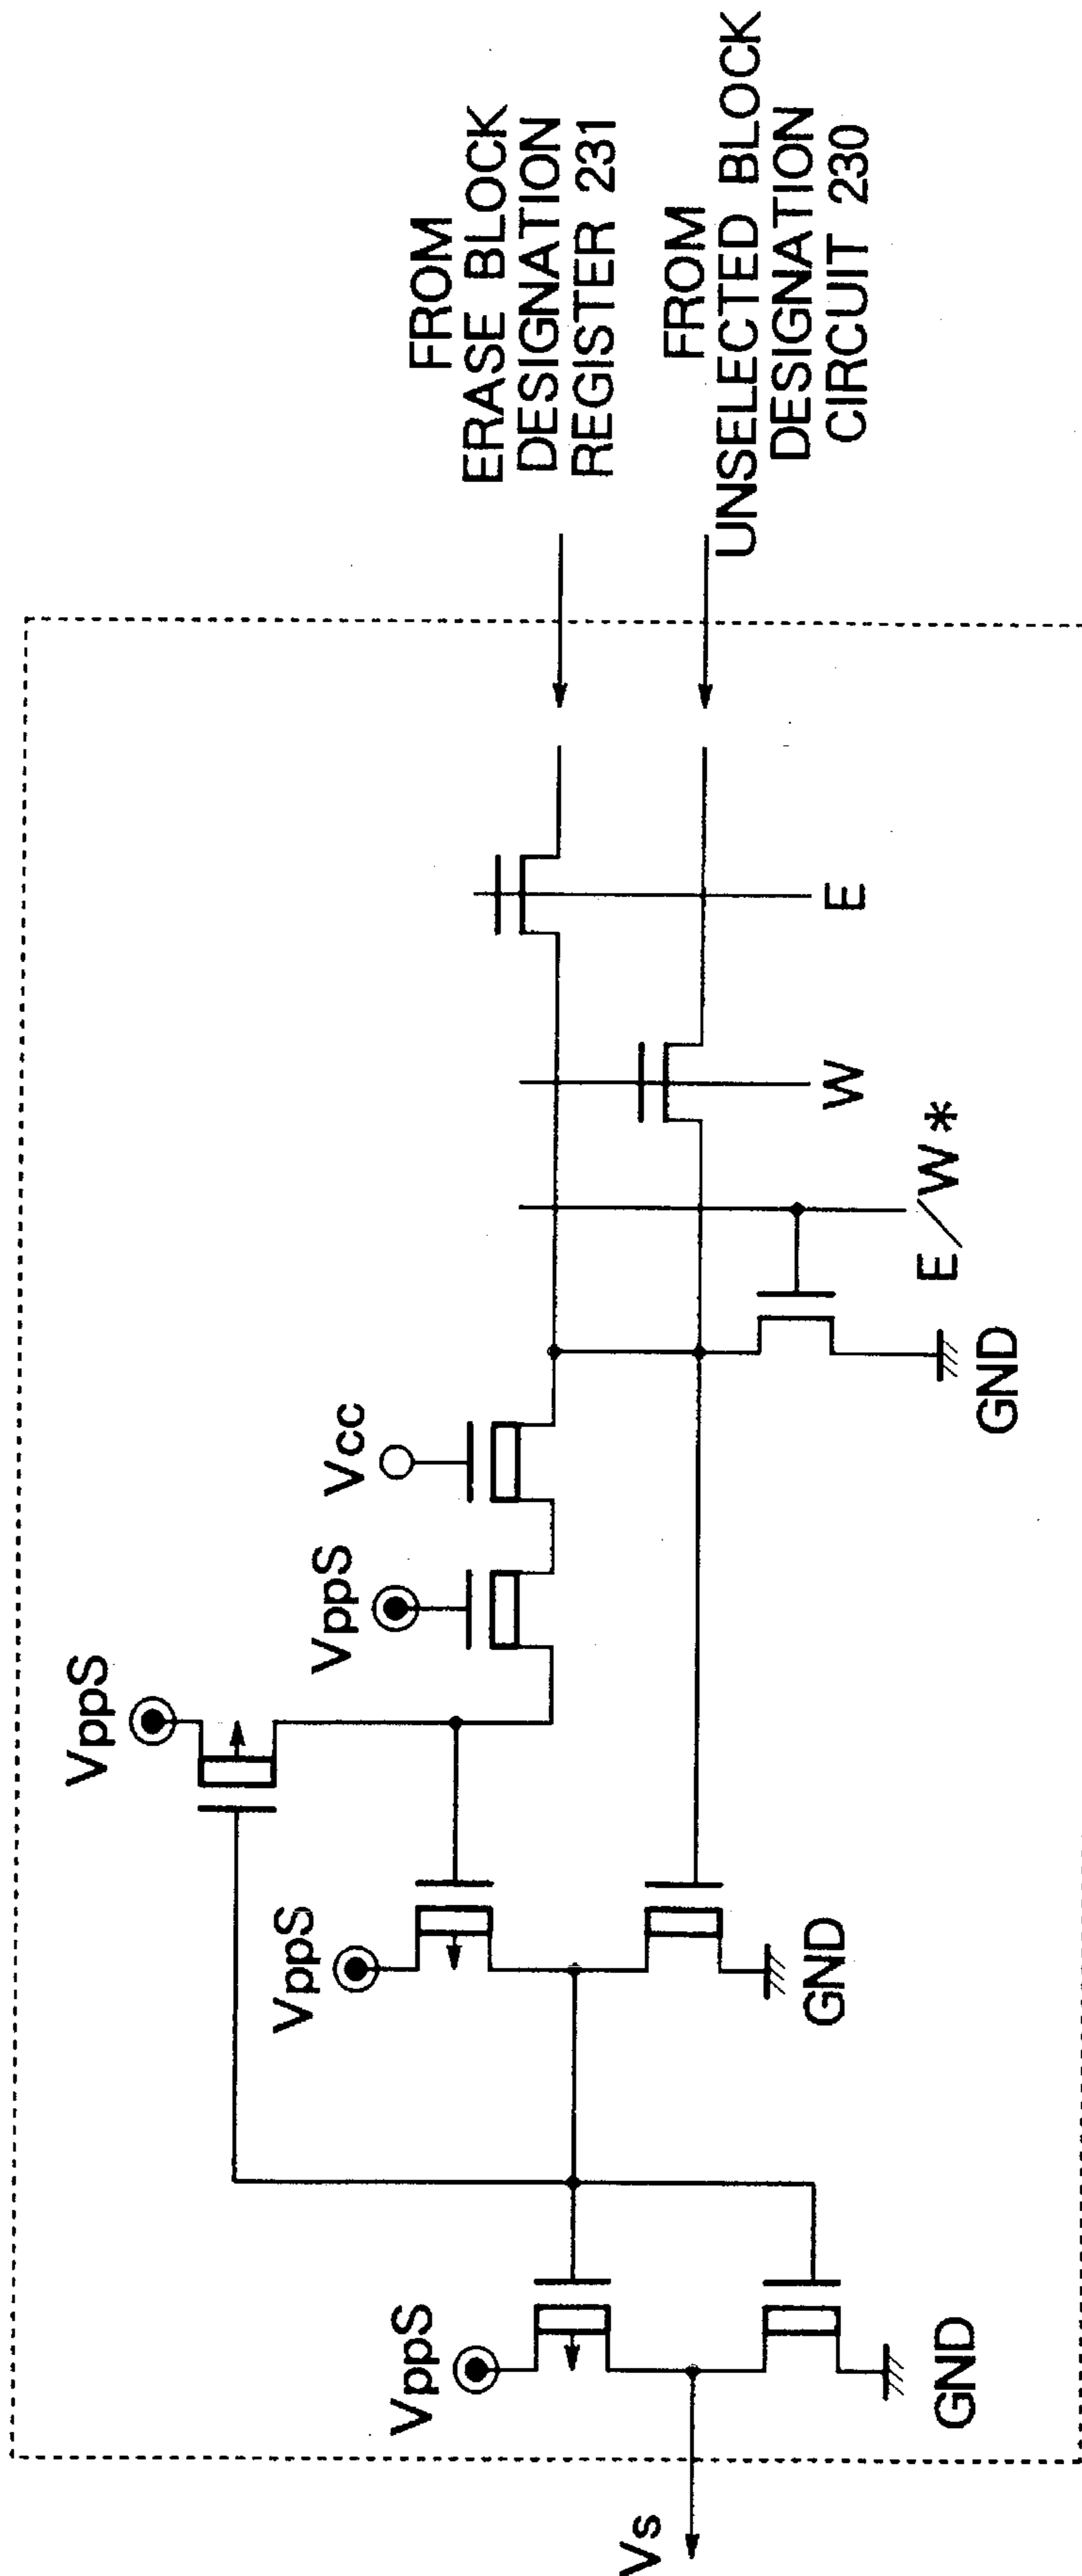 FROM
ERASE BLOCK
DESIGNATION
REGISTER 231
FROM
UNSELECTED BLOCK
DESIGNATION
CIRCUIT 230
VppS
Vcc
VppS
VppS
VppS
E
W
E/W*
GND
GND
GND
Vs